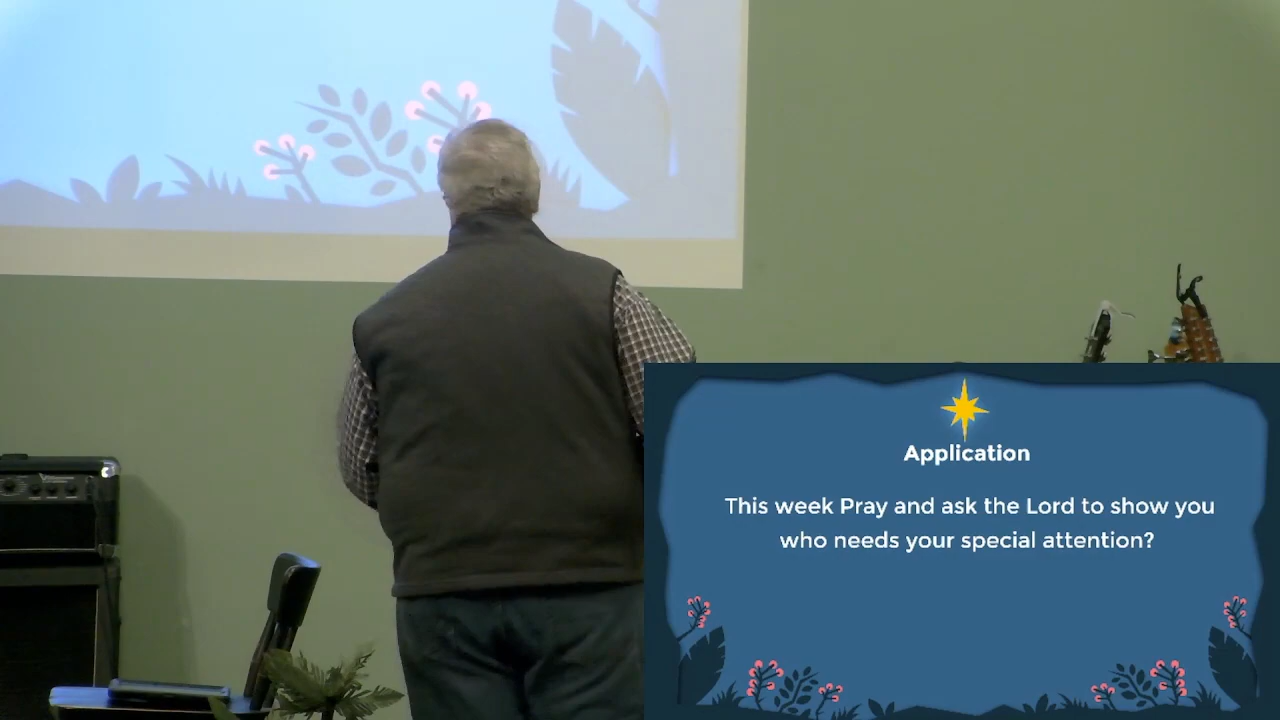 Application
This week Pray and ask the Lord to show you
who needs your special attention?